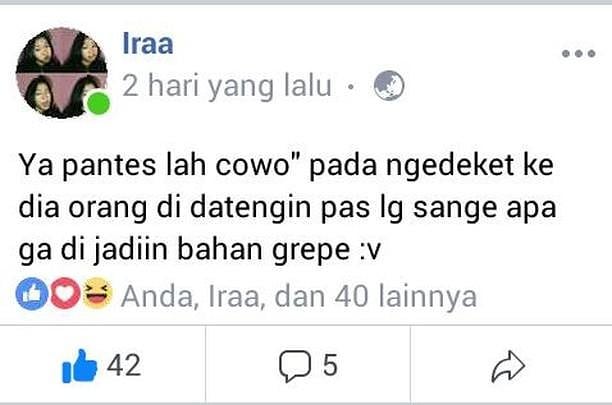 Iraa
2 hari yang lalu ·
Ya pantes lah cowo" pada ngedeket ke
dia orang di datengin pas lg sange apa
ga di jadiin bahan grepe :v
Anda, Iraa, dan 40 lainnya
42
5